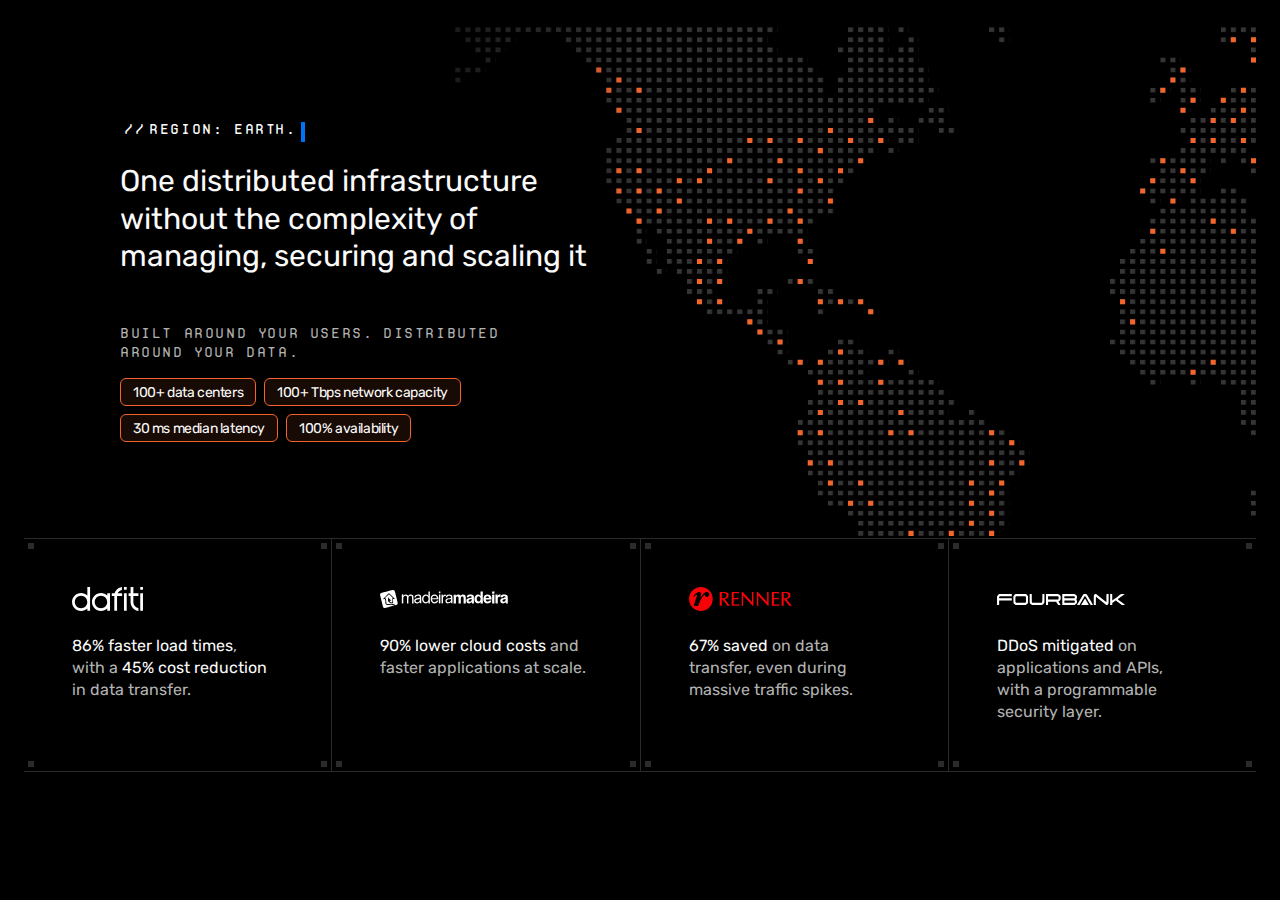 //REGION: EARTH.
One distributed infrastructure
without the complexity of
managing, securing and scaling it
BUILT AROUND YOUR USERS. DISTRIBUTED
AROUND YOUR DATA.
100+ data centers
100+ Tbps network capacity
30 ms median latency
100% availability
dafiti
86% faster load times,
with a 45% cost reduction
in data transfer.
madeiramadeira
90% lower cloud costs and
faster applications at scale.
RENNER
67% saved on data
transfer, even during
massive traffic spikes.
FOURBANK
DDoS mitigated on
applications and APIs,
with a programmable
security layer.